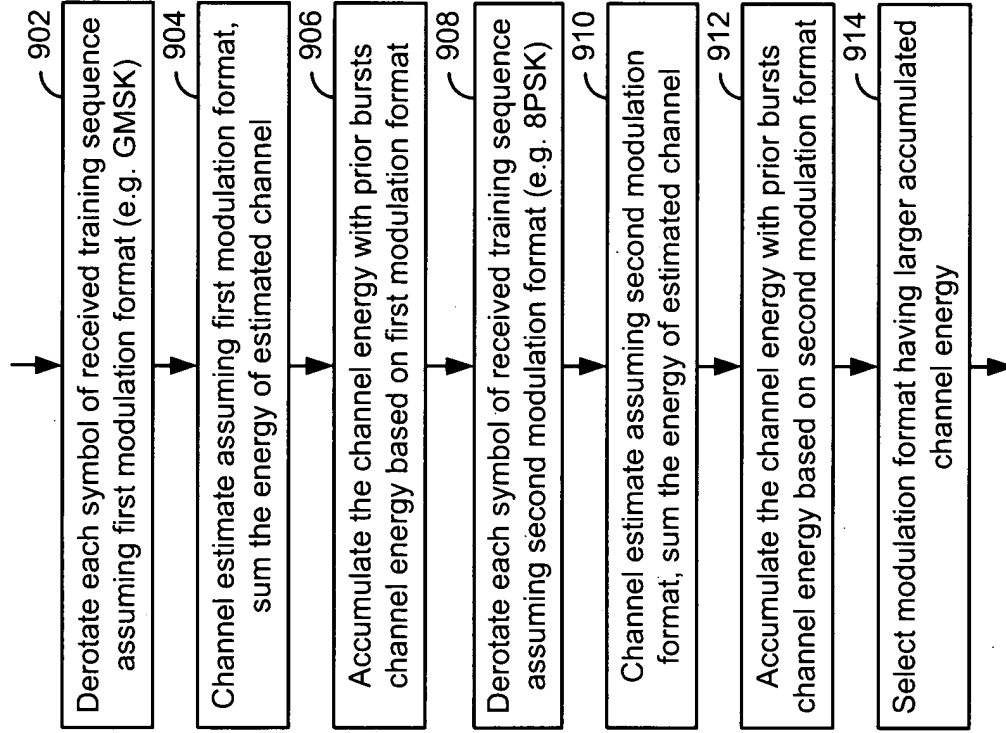 902
Derotate each symbol of received training sequence
assuming first modulation format (e.g. GMSK)
904
Channel estimate assuming first modulation format,
sum the energy of estimated channel
906
Accumulate the channel energy with prior bursts
channel energy based on first modulation format
908
Derotate each symbol of received training sequence
assuming second modulation format (e.g. 8PSK)
910
Channel estimate assuming second modulation
format, sum the energy of estimated channel
912
Accumulate the channel energy with prior bursts
channel energy based on second modulation format
914
Select modulation format having larger accumulated
channel energy